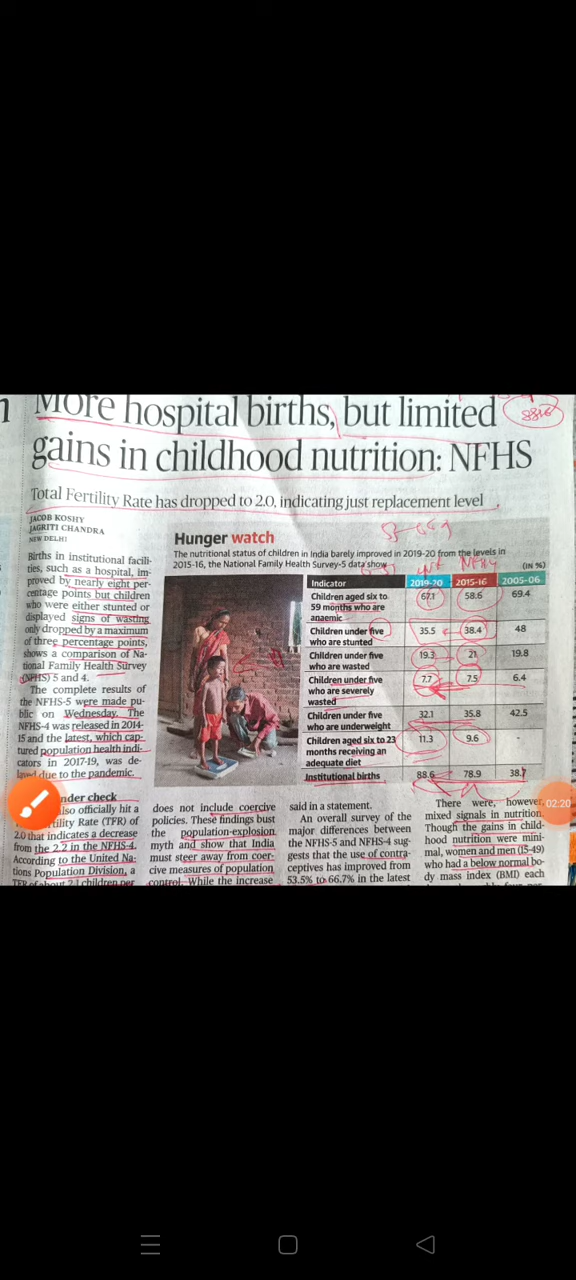 More hospital births, but limited
gains in childhood nutrition: NFHS
Total Fertility Rate has dropped to 2.0, indicating just replacement level
JACOB KOSHY
JAGRITI CHANDRA
NEW DELHI
Births in institutional facili-
ties, such as a hospital, im-
proved by nearly eight per-
centage points but children
who were either stunted or
displayed signs of wasting
only dropped by a maximum
of three percentage points,
shows a comparison of Na-
tional Family Health Survey
(NFHS) 5 and 4.
The complete results of
the NFHS-5 were made pu-
blic on Wednesday. The
NFHS-4 was released in 2014-
15 and the latest, which cap-
tured population health indi-
cators in 2017-19, was de-
layed due to the pandemic.
nder check
lso officially hit a
tility Rate (TFR) of
2.0 that indicates a decrease
from the 2.2 in the NFHS-4.
According to the United Na-
tions Population Division, a
TFR of about 2.1 children per
Hunger watch
The nutritional status of children in India barely improved in 2019-20 from the levels in
2015-16, the National Family Health Survey-5 data show
(IN %)
Indicator 2019-20 2015-16 2005-06
Children aged six to 59 months who are anaemic 67.1 58.6 69.4
Children under five who are stunted 35.5 38.4 48
Children under five who are wasted 19.3 21 19.8
Children under five who are severely wasted 7.7 7.5 6.4
Children under five who are underweight 32.1 35.8 42.5
Children aged six to 23 months receiving an adequate diet 11.3 9.6 -
Institutional births 88.6 78.9 38.7
02:20
does not include coercive
policies. These findings bust
the population-explosion
myth and show that India
must steer away from coer-
cive measures of population
control. While the increase
said in a statement.
An overall survey of the
major differences between
the NFHS-5 and NFHS-4 sug-
gests that the use of contra-
ceptives has improved from
53.5% to 66.7% in the latest
There were, however,
mixed signals in nutrition.
Though the gains in child-
hood nutrition were mini-
mal, women and men (15-49)
who had a below normal bo-
dy mass index (BMI) each